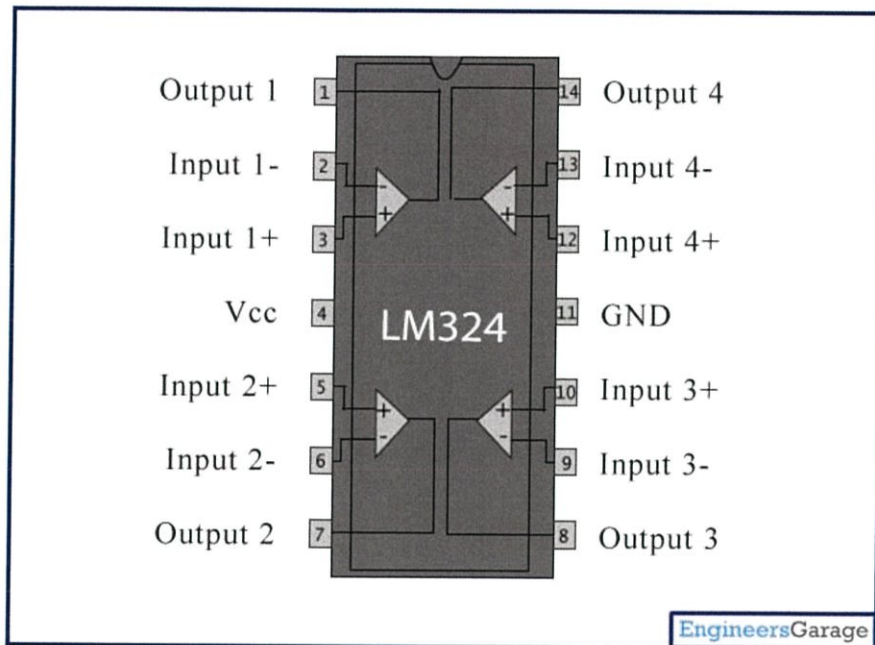 Output 1 1 14 Output 4
Input 1- 2 - - 13 Input 4-
Input 1+ 3 + + 12 Input 4+
Vcc 4 LM324 11 GND
Input 2+ 5 + + 10 Input 3+
Input 2- 6 - - 9 Input 3-
Output 2 7 8 Output 3
EngineersGarage